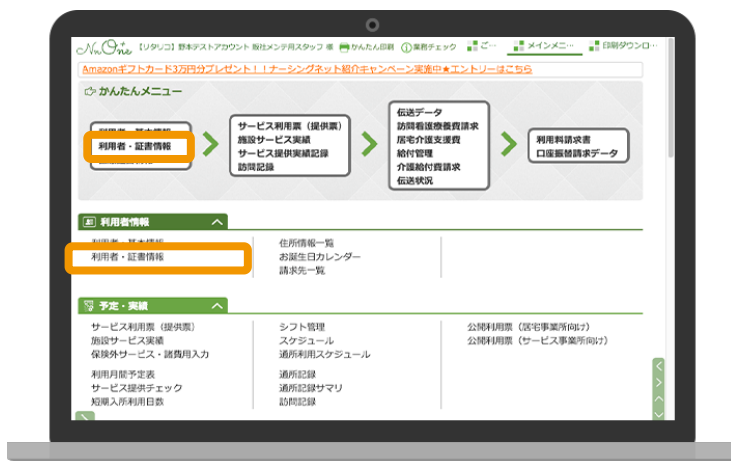 NnOne 【リタリコ】野本テストアカウント 販社メンテ用スタッフ 様 かんたん印刷 業務チェック ご… メインメニ… 印刷ダウンロ…
Amazonギフトカード3万円分プレゼント！！ナーシングネット紹介キャンペーン実施中★エントリーはこちら
かんたんメニュー
利用者・証書情報
サービス利用票（提供票）
施設サービス実績
サービス提供実績記録
訪問記録
伝送データ
訪問看護療養費請求
居宅介護支援費
給付管理
介護給付費請求
伝送状況
利用料請求書
口座振替請求データ
利用者情報
利用者・基本情報
利用者・証書情報
住所情報一覧
お誕生日カレンダー
請求先一覧
予定・実績
サービス利用票（提供票）
施設サービス実績
保険外サービス・諸費用入力
利用月間予定表
サービス提供チェック
短期入所利用日数
シフト管理
スケジュール
通所利用スケジュール
通所記録
通所記録サマリ
訪問記録
公開利用票（居宅事業所向け）
公開利用票（サービス事業所向け）